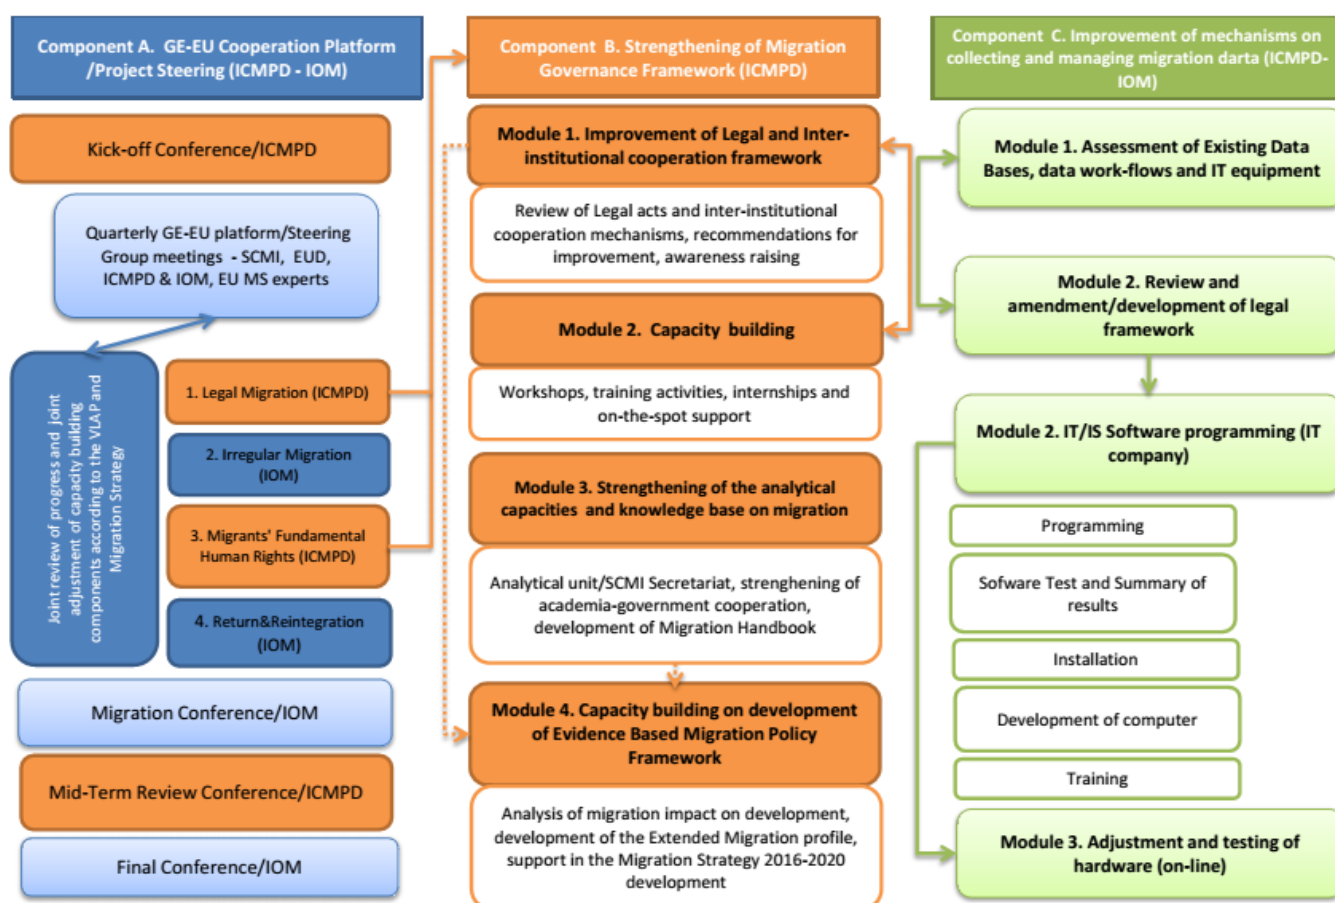 Component A. GE-EU Cooperation Platform
/Project Steering (ICMPD - IOM)
Kick-off Conference/ICMPD
Quarterly GE-EU platform/Steering
Group meetings - SCMI, EUD,
ICMPD & IOM, EU MS experts
Joint review of progress and joint
adjustment of capacity building
components according to the VLAP and
Migration Strategy
1. Legal Migration (ICMPD)
2. Irregular Migration
(IOM)
3. Migrants' Fundamental
Human Rights (ICMPD)
4. Return&Reintegration
(IOM)
Migration Conference/IOM
Mid-Term Review Conference/ICMPD
Final Conference/IOM
Component B. Strengthening of Migration
Governance Framework (ICMPD)
Module 1. Improvement of Legal and Inter-
institutional cooperation framework
Review of Legal acts and inter-institutional
cooperation mechanisms, recommendations for
improvement, awareness raising
Module 2. Capacity building
Workshops, training activities, internships and
on-the-spot support
Module 3. Strengthening of the analytical
capacities and knowledge base on migration
Analytical unit/SCMI Secretariat, strenghening of
academia-government cooperation,
development of Migration Handbook
Module 4. Capacity building on development
of Evidence Based Migration Policy
Framework
Analysis of migration impact on development,
development of the Extended Migration profile,
support in the Migration Strategy 2016-2020
development
Component C. Improvement of mechanisms on
collecting and managing migration darta (ICMPD-
IOM)
Module 1. Assessment of Existing Data
Bases, data work-flows and IT equipment
Module 2. Review and
amendment/development of legal
framework
Module 2. IT/IS Software programming (IT
company)
Programming
Sofware Test and Summary of
results
Installation
Development of computer
Training
Module 3. Adjustment and testing of
hardware (on-line)